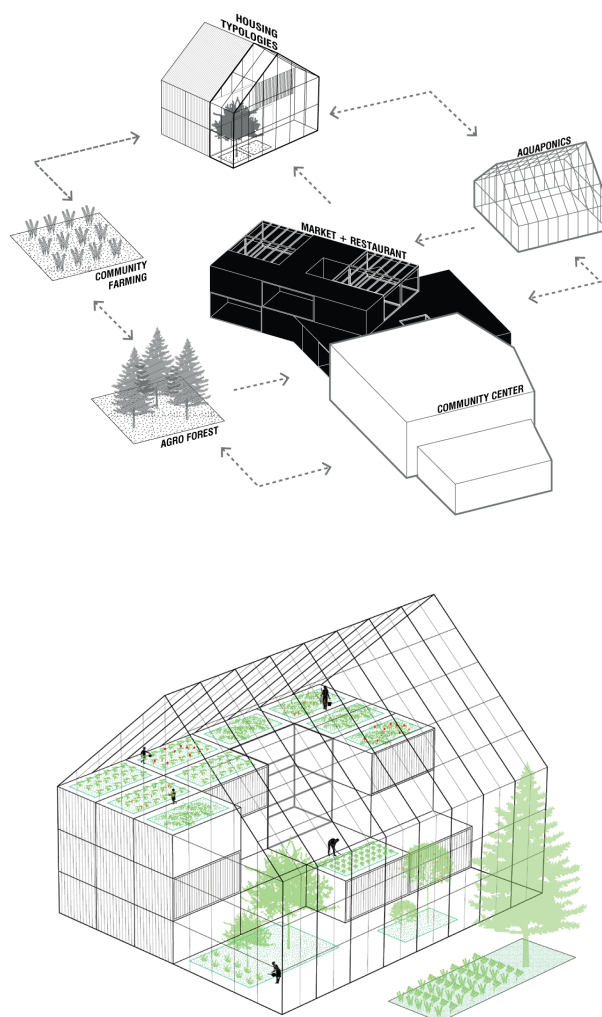 HOUSING
TYPOLOGIES
AQUAPONICS
MARKET + RESTAURANT
COMMUNITY
FARMING
COMMUNITY CENTER
AGRO FOREST